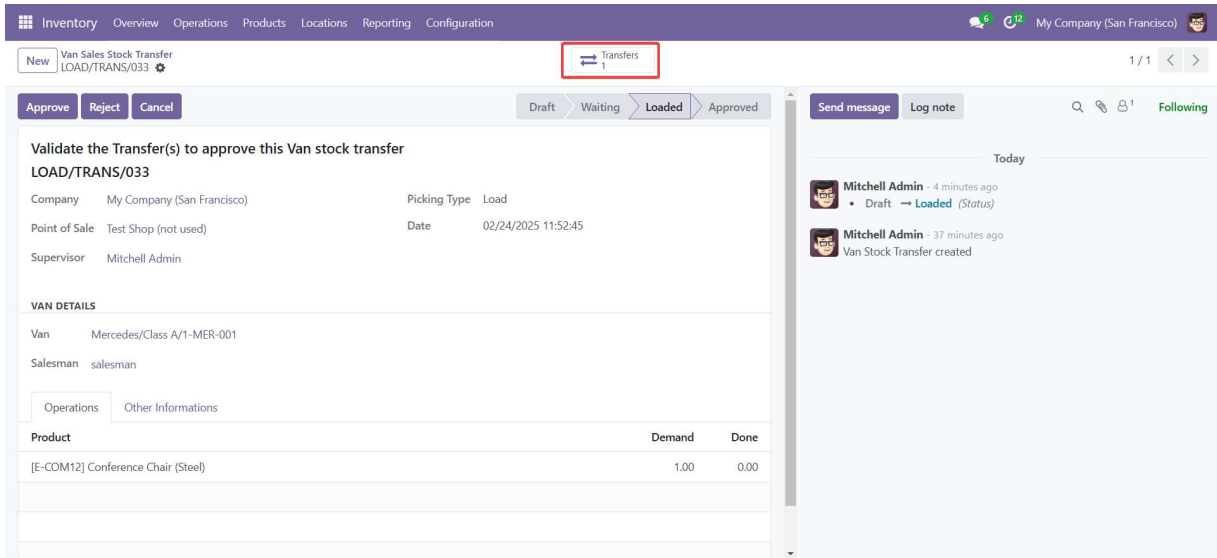 Inventory Overview Operations Products Locations Reporting Configuration 6 12 My Company (San Francisco)
New Van Sales Stock Transfer
LOAD/TRANS/033
Transfers
1
1 / 1
Approve Reject Cancel Draft Waiting Loaded Approved
Send message Log note 1 Following
Validate the Transfer(s) to approve this Van stock transfer
LOAD/TRANS/033
Company My Company (San Francisco) Picking Type Load
Point of Sale Test Shop (not used) Date 02/24/2025 11:52:45
Supervisor Mitchell Admin
VAN DETAILS
Van Mercedes/Class A/1-MER-001
Salesman salesman
Operations Other Informations
Product Demand Done
[E-COM12] Conference Chair (Steel) 1.00 0.00
Today
Mitchell Admin - 4 minutes ago
• Draft → Loaded (Status)
Mitchell Admin - 37 minutes ago
Van Stock Transfer created